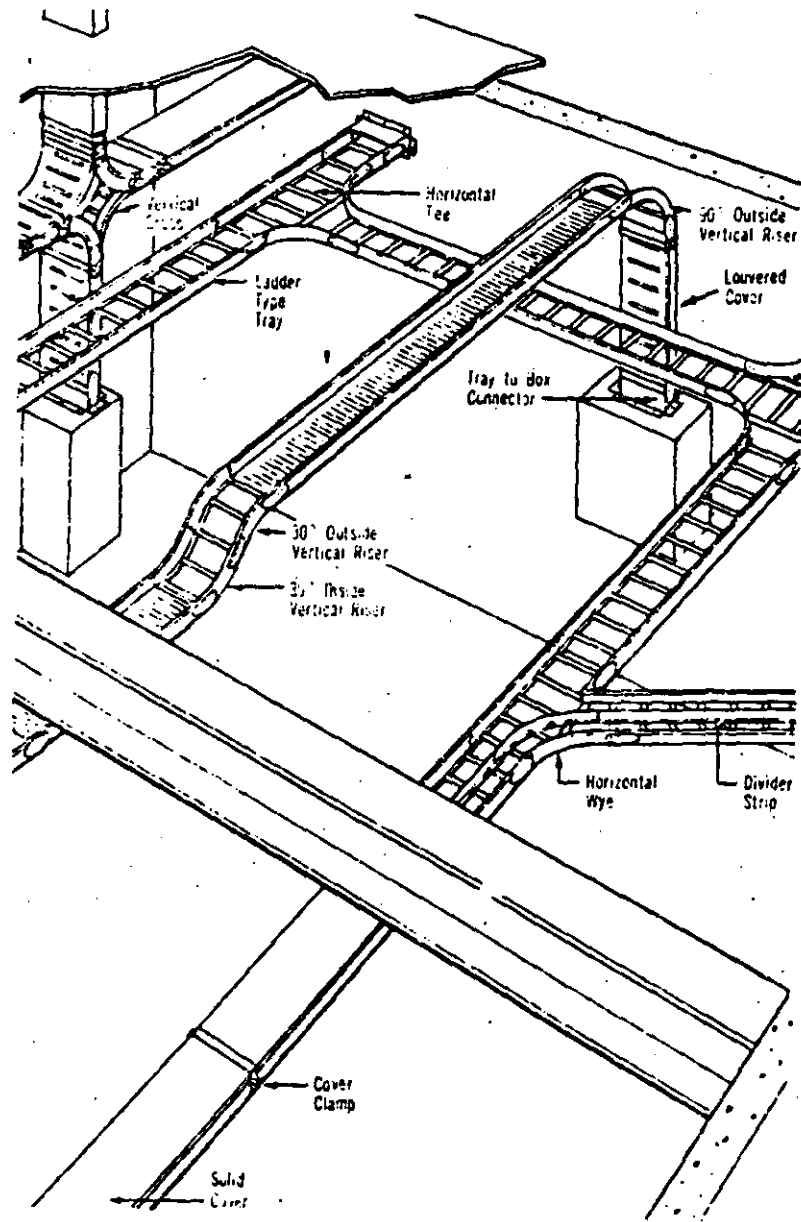 Vertical
Cross
Horizontal
Tee
90° Outside
Vertical Riser
Ladder
Type
Tray
Louvered
Cover
Tray to Box
Connector
30° Outside
Vertical Riser
Inside
Vertical Riser
Horizontal
Wye
Divider
Strip
Cover
Clamp
Solid
Cover